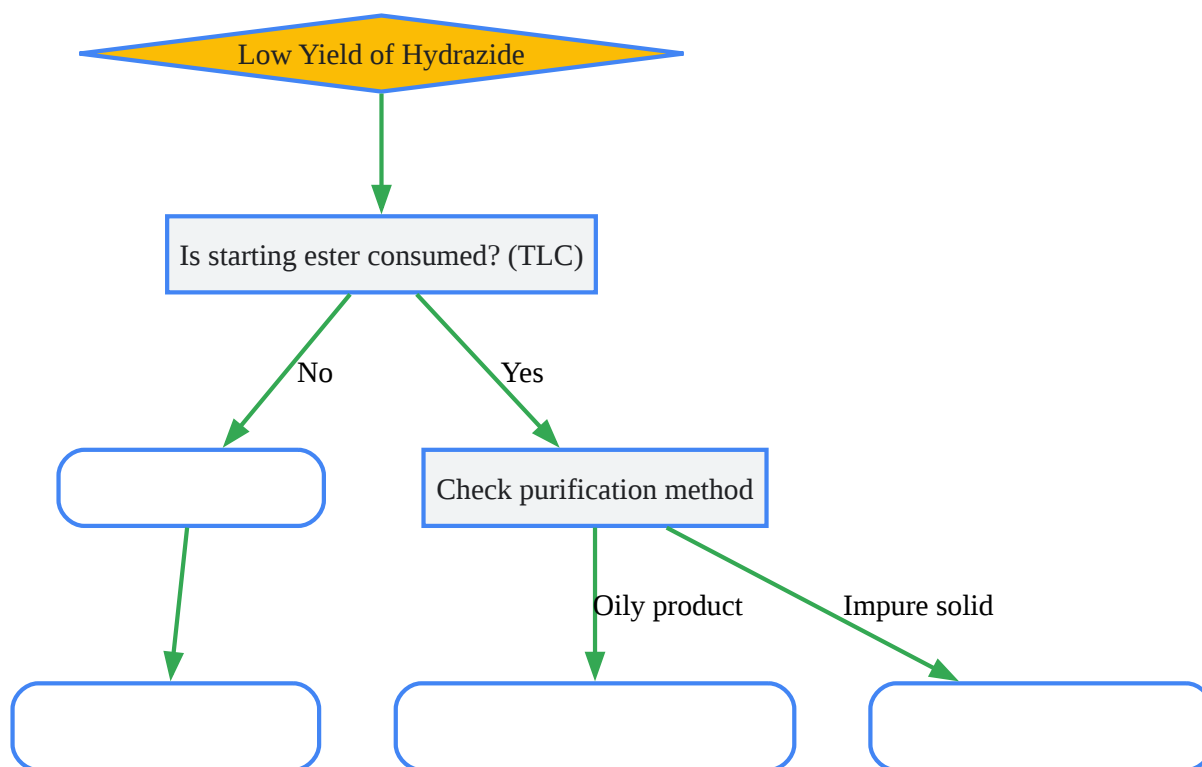 Low Yield of Hydrazide
Is starting ester consumed? (TLC)
No
Yes
Check purification method
Oily product
Impure solid